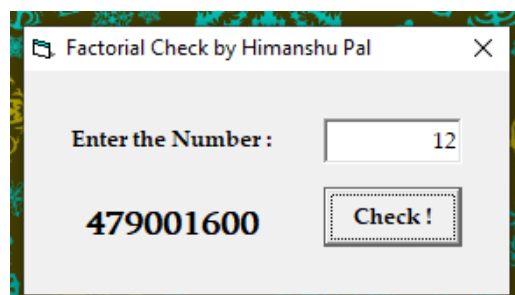 Factorial Check by Himanshu Pal
Enter the Number :
12
479001600
Check !